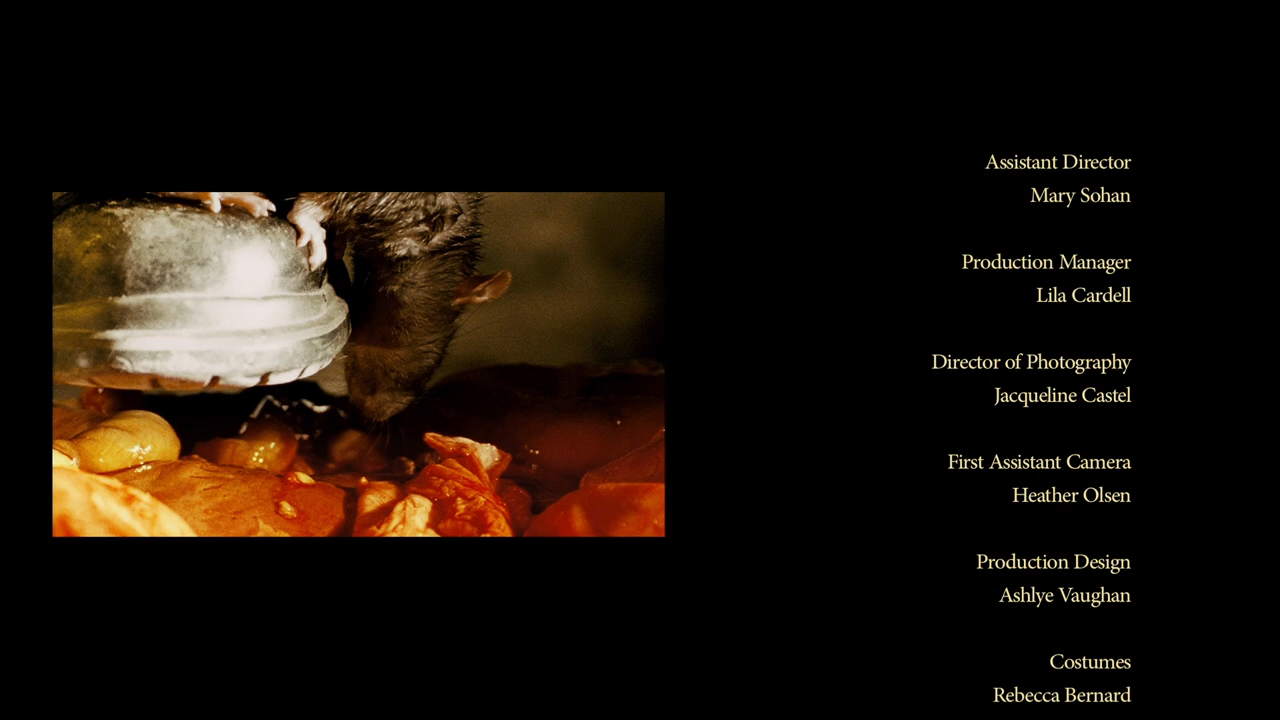 Assistant Director
Mary Sohan
Production Manager
Lila Cardell
Director of Photography
Jacqueline Castel
First Assistant Camera
Heather Olsen
Production Design
Ashlye Vaughan
Costumes
Rebecca Bernard